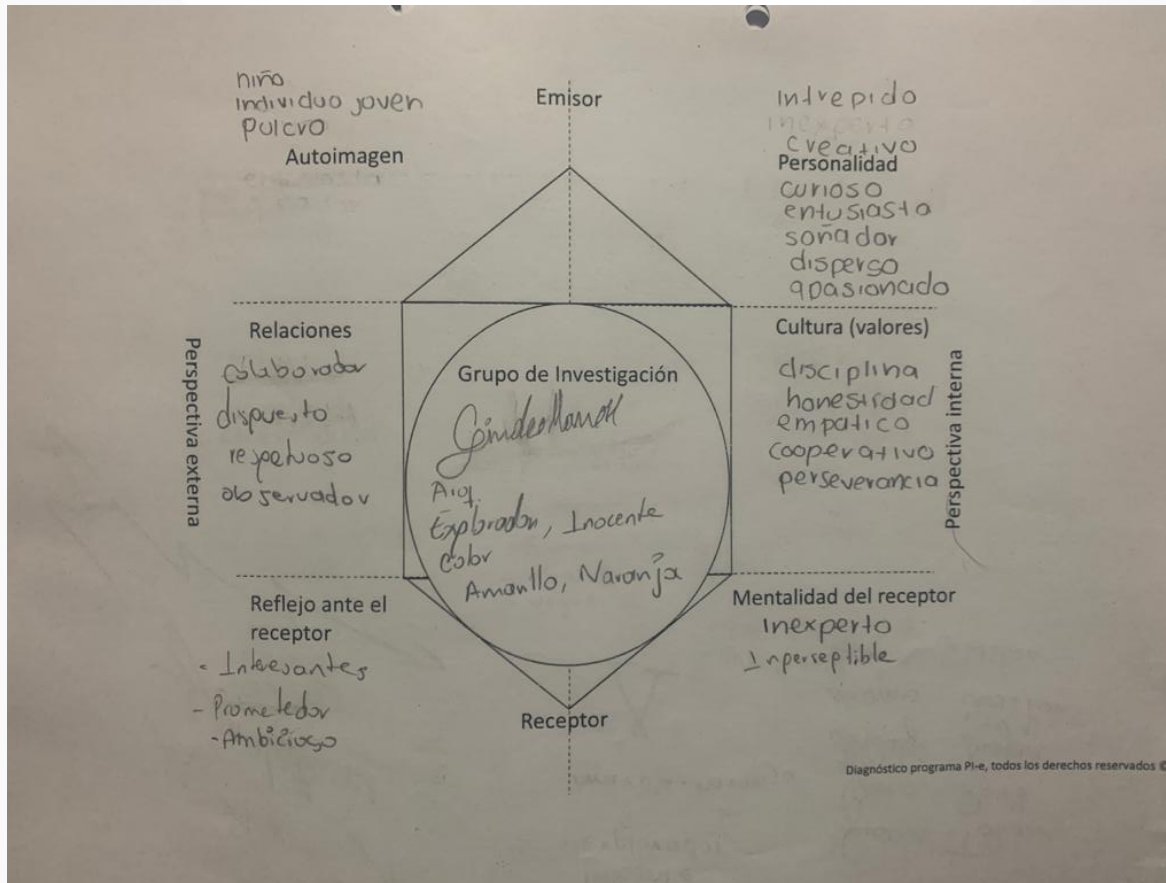 niño
individuo joven
pulcro
Autoimagen
Emisor
intrepido
inexperto
creativo
Personalidad
curioso
entusiasta
soñador
disperso
apasionado
Relaciones
colaborador
dispuesto
respetuoso
observador
Perspectiva externa
Grupo de Investigación
Arq.
Explorador, Inocente
Color
Amarillo, Naranja
Cultura (valores)
disciplina
honestidad
empatico
cooperativo
perseverancia
Perspectiva interna
Reflejo ante el
receptor
- Interesantes
- Prometedor
- Ambicioso
Mentalidad del receptor
Inexperto
Inperseptible
Receptor
Diagnóstico programa PI-e, todos los derechos reservados ©